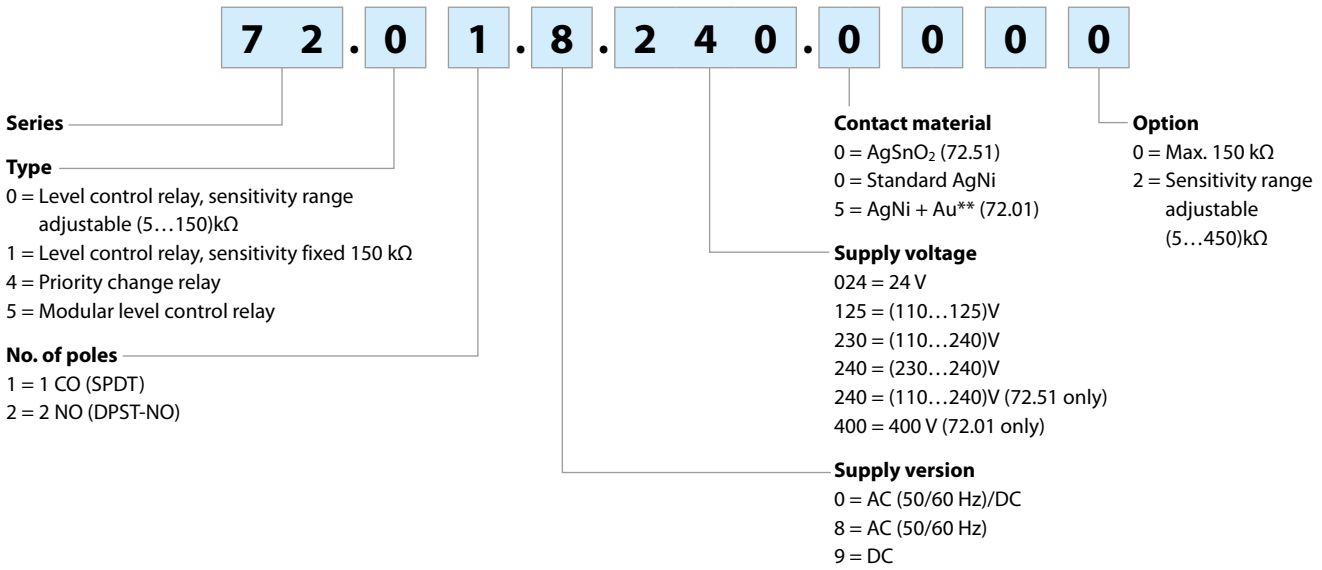 7 2 . 0 1 . 8 . 2 4 0 . 0 0 0 0
Series
Type
0 = Level control relay, sensitivity range
adjustable (5…150)kΩ
1 = Level control relay, sensitivity fixed 150 kΩ
4 = Priority change relay
5 = Modular level control relay
No. of poles
1 = 1 CO (SPDT)
2 = 2 NO (DPST-NO)
Contact material
0 = AgSnO₂ (72.51)
0 = Standard AgNi
5 = AgNi + Au** (72.01)
Supply voltage
024 = 24 V
125 = (110…125)V
230 = (110…240)V
240 = (230…240)V
240 = (110…240)V (72.51 only)
400 = 400 V (72.01 only)
Supply version
0 = AC (50/60 Hz)/DC
8 = AC (50/60 Hz)
9 = DC
Option
0 = Max. 150 kΩ
2 = Sensitivity range
adjustable
(5…450)kΩ